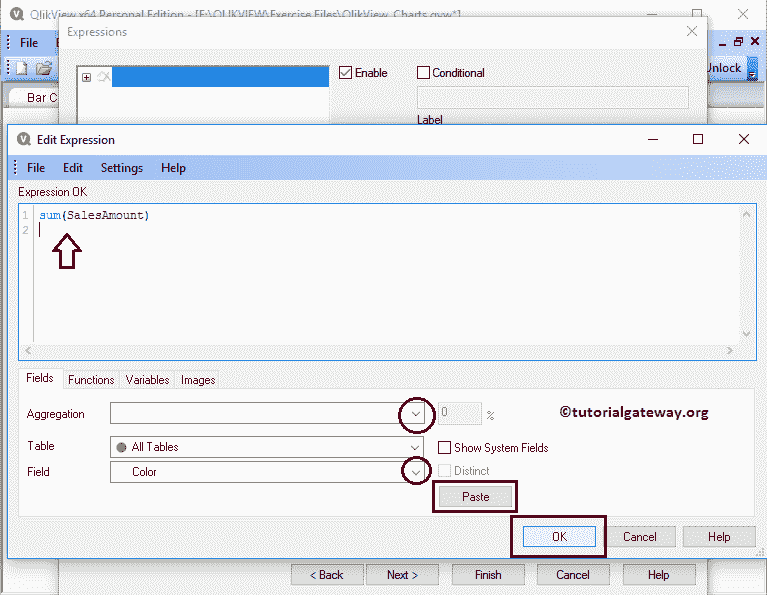 QlikView x64 Personal Edition - [F:\QLIKVIEW\Exercise Files\QlikView_Charts.qvw*]
File
Expressions
Enable
Conditional
Unlock
Bar C
Label
Edit Expression
File Edit Settings Help
Expression OK
1 sum(SalesAmount)
2
Fields Functions Variables Images
Aggregation 0 %
©tutorialgateway.org
Table All Tables Show System Fields
Field Color Distinct
Paste
OK Cancel Help
< Back Next > Finish Cancel Help